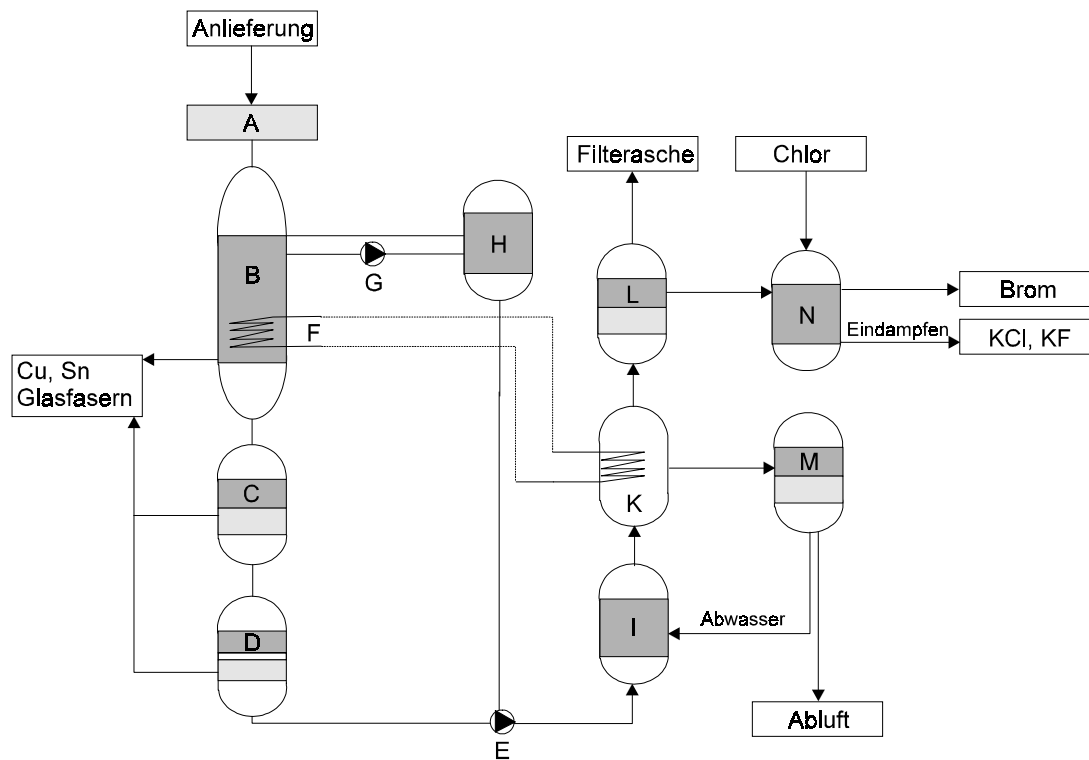 Anlieferung
A
Filterasche
Chlor
H
B
G
L
N
Brom
Eindampfen
KCl, KF
F
Cu, Sn
Glasfasern
M
C
K
D
I
Abwasser
Abluft
E